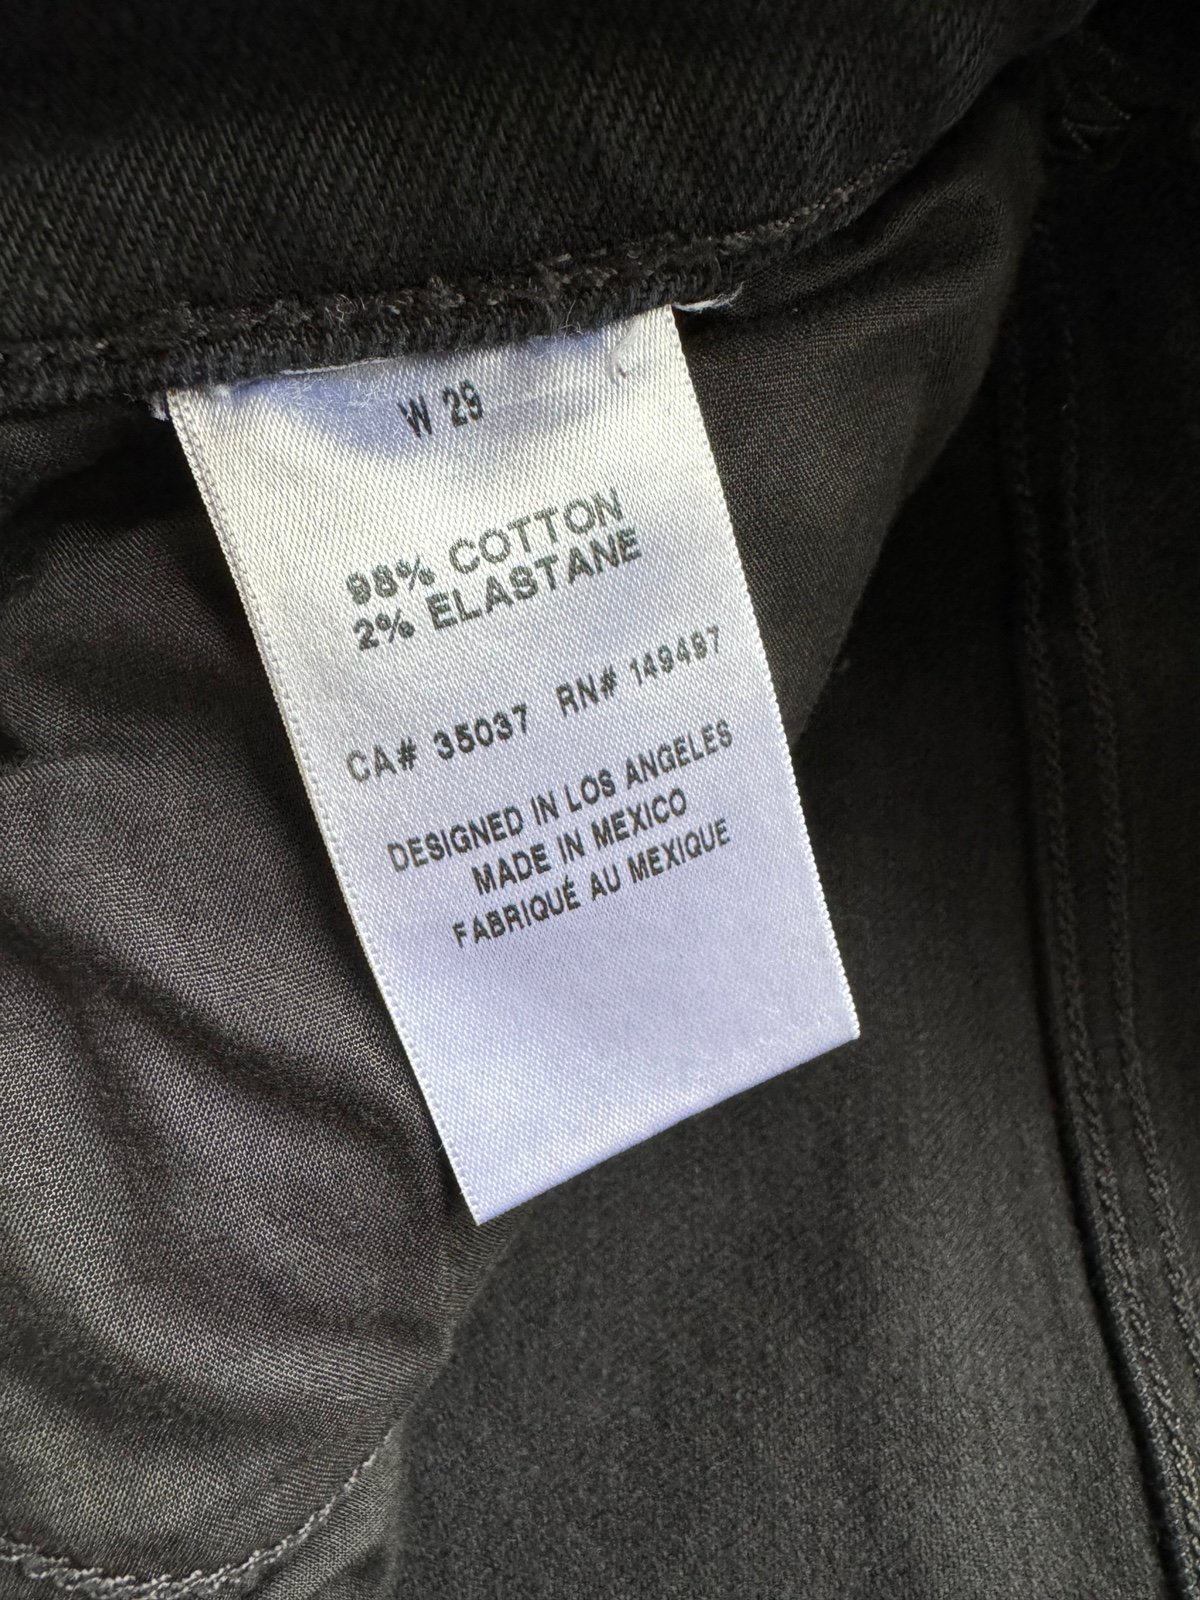 W 29
98% COTTON
2% ELASTANE
CA# 35037 RN# 149497
DESIGNED IN LOS ANGELES
MADE IN MEXICO
FABRIQUÉ AU MEXIQUE